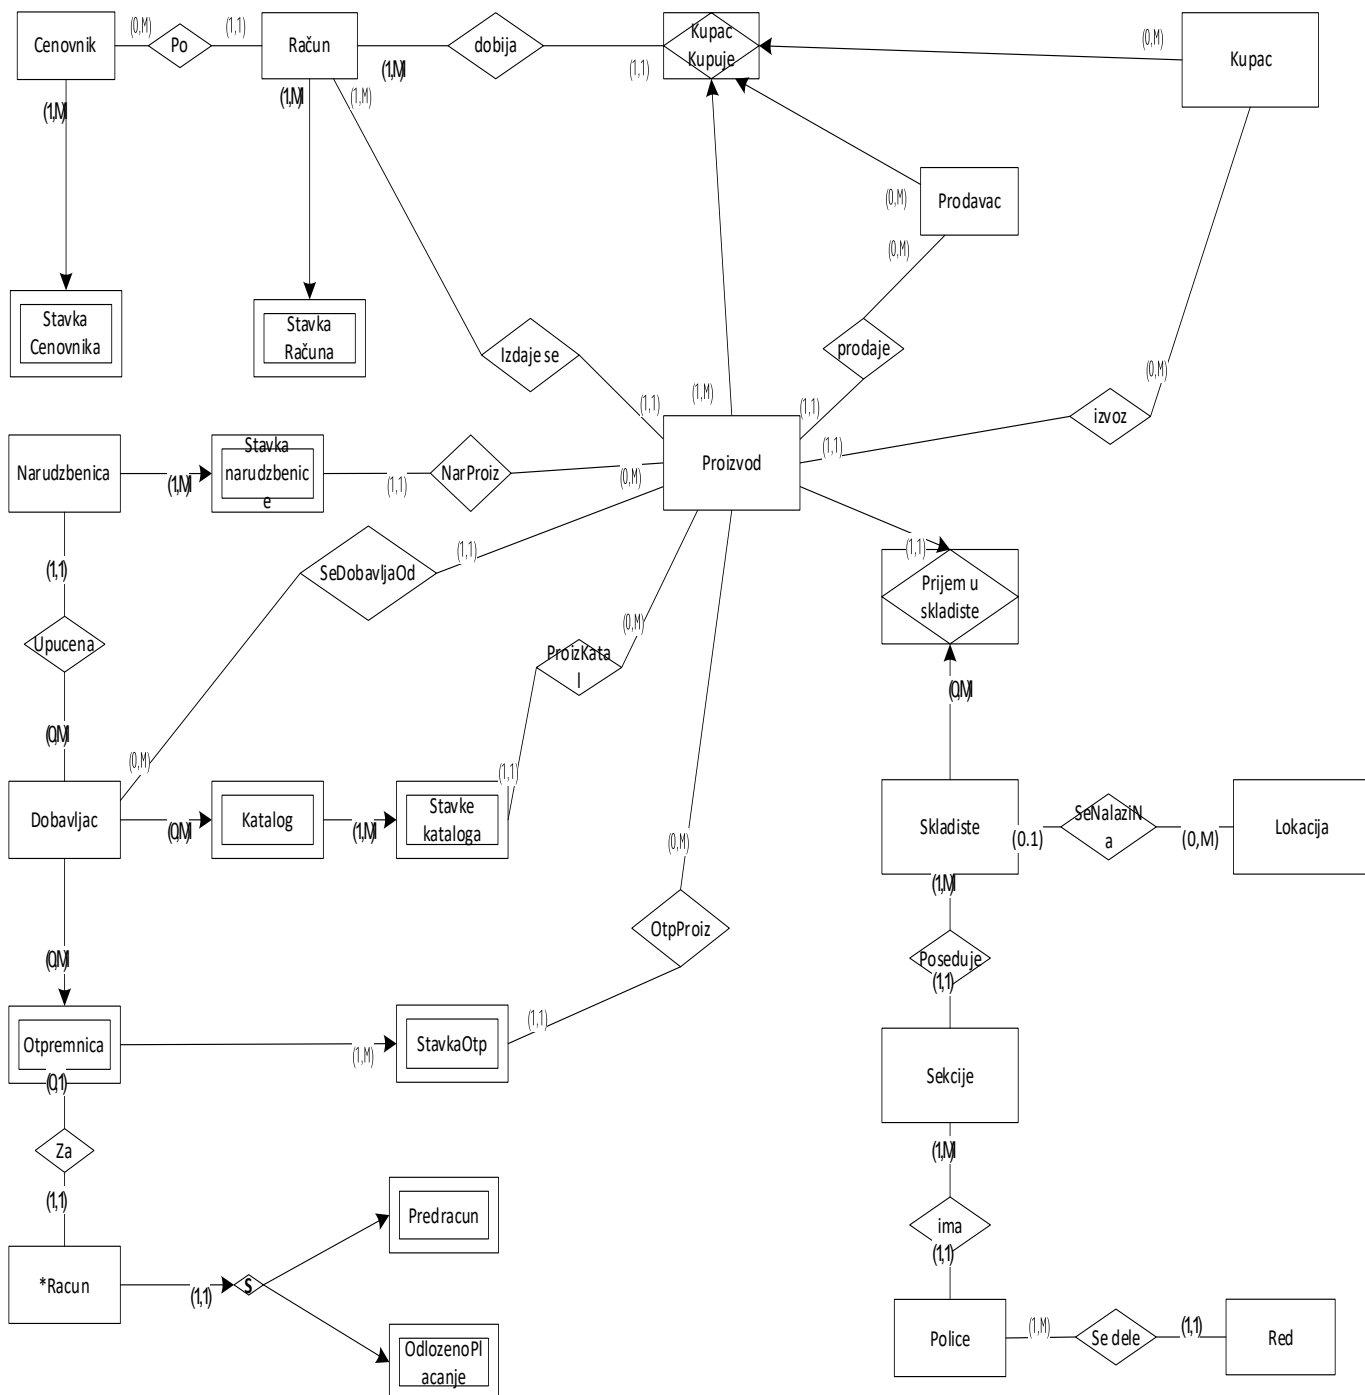 (0,M)
(1,1)
Cenovnik
Po
Račun
dobija
Kupac
Kupuje
(0,M)
Kupac
(1,M)
(1,M)
(1,M)
(1,M)
(1,1)
Prodavac
(0,M)
(0,M)
Stavka
Cenovnika
Stavka
Računa
Izdaje se
prodaje
(0,M)
izvoz
(1,1)
(1,M)
(1,1)
(1,1)
Narudzbenica
(1,M)
Stavka
narudzbenic
e
(1,1)
NarProiz
(0,M)
Proizvod
(1,1)
SeDobavljaOd
(1,1)
(1,1)
Prijem u
skladiste
Upucena
(0,M)
ProizKata
l
(0,M)
(0,M)
(0,M)
(1,1)
Dobavljac
(0,M)
Katalog
(1,M)
Stavke
kataloga
(0,M)
Skladiste
(0.1)
SeNalaziN
a
(0,M)
Lokacija
(1,M)
OtpProiz
(0,M)
Poseduje
(1,1)
Otpremnica
(0,1)
(1,M)
StavkaOtp
(1,1)
Sekcije
(1,M)
Za
(1,1)
Predracun
ima
(1,1)
*Racun
(1,1)
S
OdlozenoPl
acanje
Police
(1,M)
Se dele
(1,1)
Red